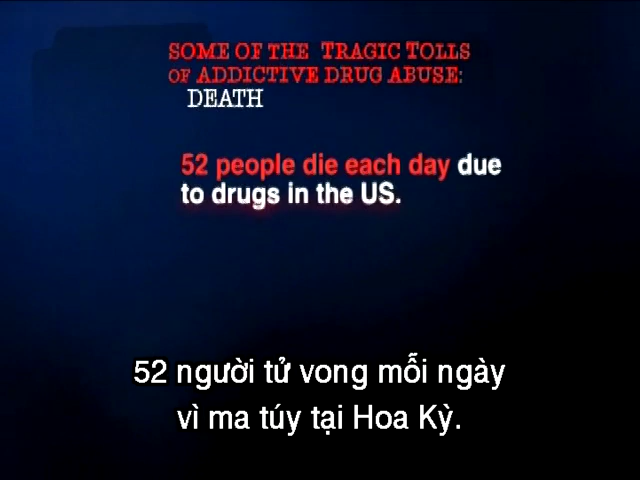 SOME OF THE TRAGIC TOLLS
OF ADDICTIVE DRUG ABUSE:
DEATH
52 people die each day due
to drugs in the US.
52 người tử vong mỗi ngày
vì ma túy tại Hoa Kỳ.